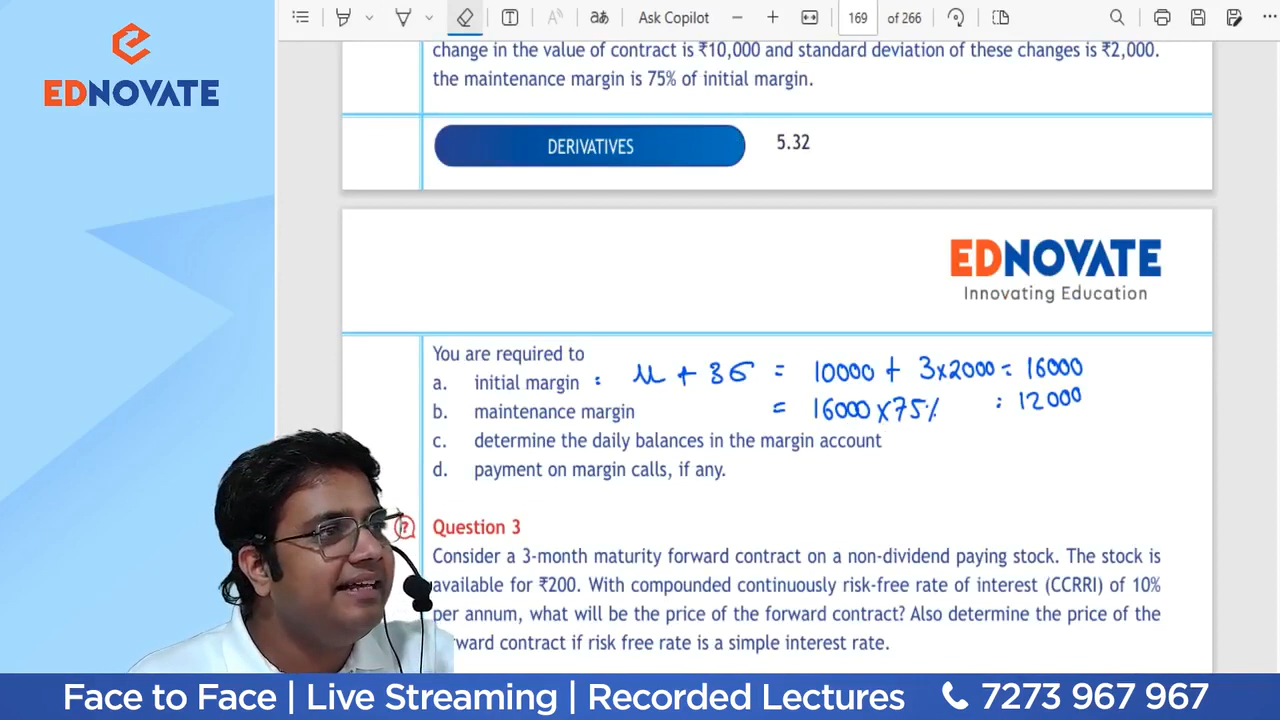 EDNOVATE
Ask Copilot
169 of 266
change in the value of contract is ₹10,000 and standard deviation of these changes is ₹2,000.
the maintenance margin is 75% of initial margin.
DERIVATIVES 5.32
EDNOVATE
Innovating Education
You are required to
a. initial margin : μ + 3σ = 10000 + 3x2000 = 16000
b. maintenance margin = 16000 x 75% : 12000
c. determine the daily balances in the margin account
d. payment on margin calls, if any.
Question 3
Consider a 3-month maturity forward contract on a non-dividend paying stock. The stock is
available for ₹200. With compounded continuously risk-free rate of interest (CCRRI) of 10%
per annum, what will be the price of the forward contract? Also determine the price of the
contract if risk free rate is a simple interest rate.
Face to Face | Live Streaming | Recorded Lectures 7273 967 967